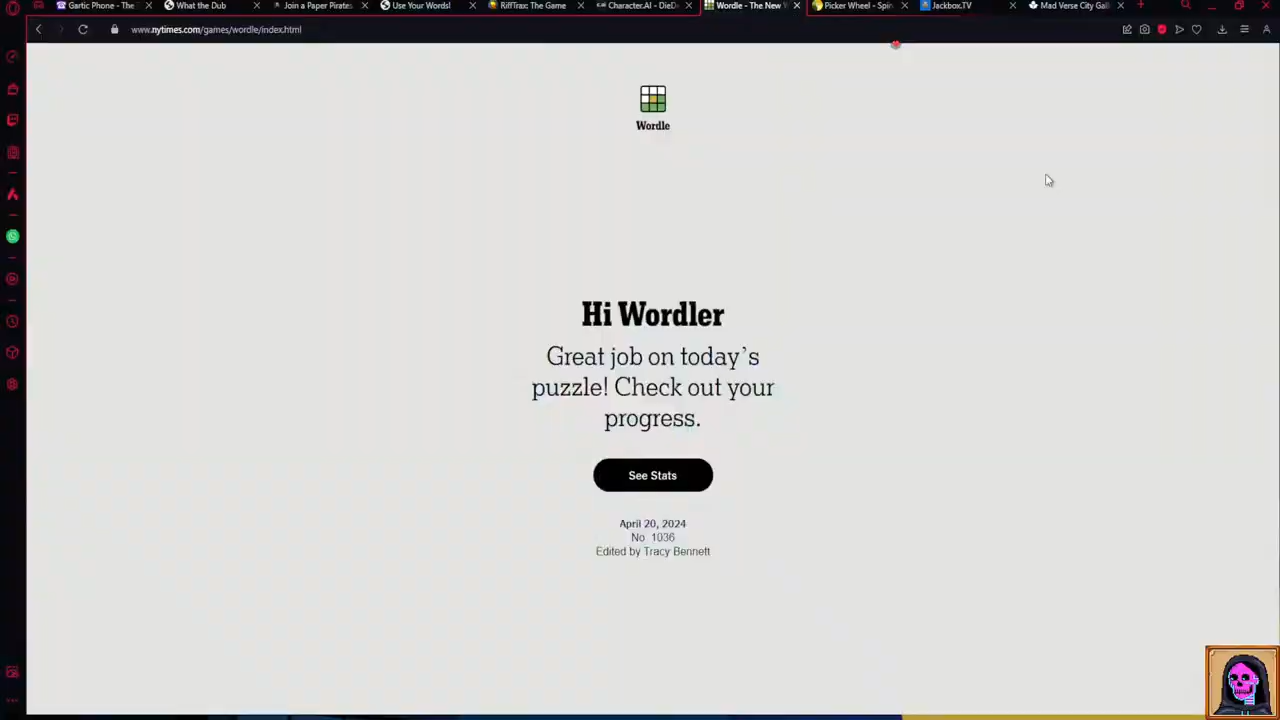 Gartic Phone - The
What the Dub
Join a Paper Pirates
Use Your Words!
RiffTrax: The Game
Character.AI - DieD
Wordle - The New
Picker Wheel - Spin
Jackbox.TV
Mad Verse City Gall
www.nytimes.com/games/wordle/index.html
Wordle
Hi Wordler
Great job on today's
puzzle! Check out your
progress.
See Stats
April 20, 2024
No 1036
Edited by Tracy Bennett